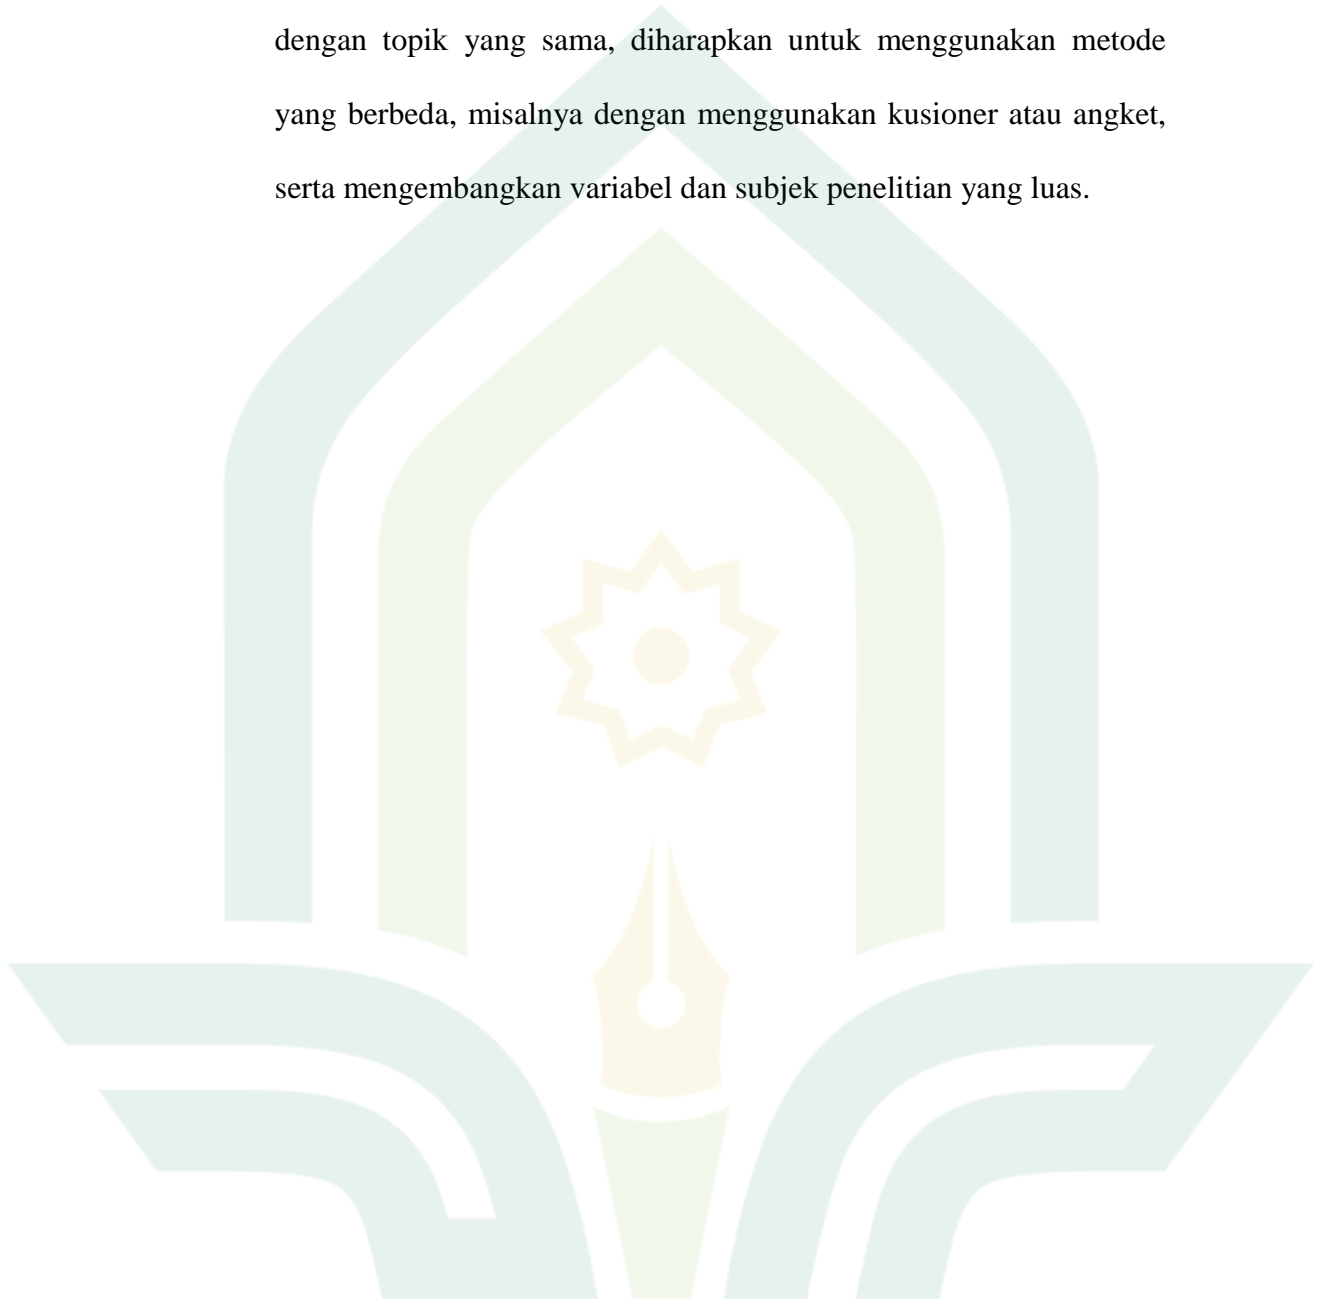 dengan topik yang sama, diharapkan untuk menggunakan metode
yang berbeda, misalnya dengan menggunakan kusioner atau angket,
serta mengembangkan variabel dan subjek penelitian yang luas.